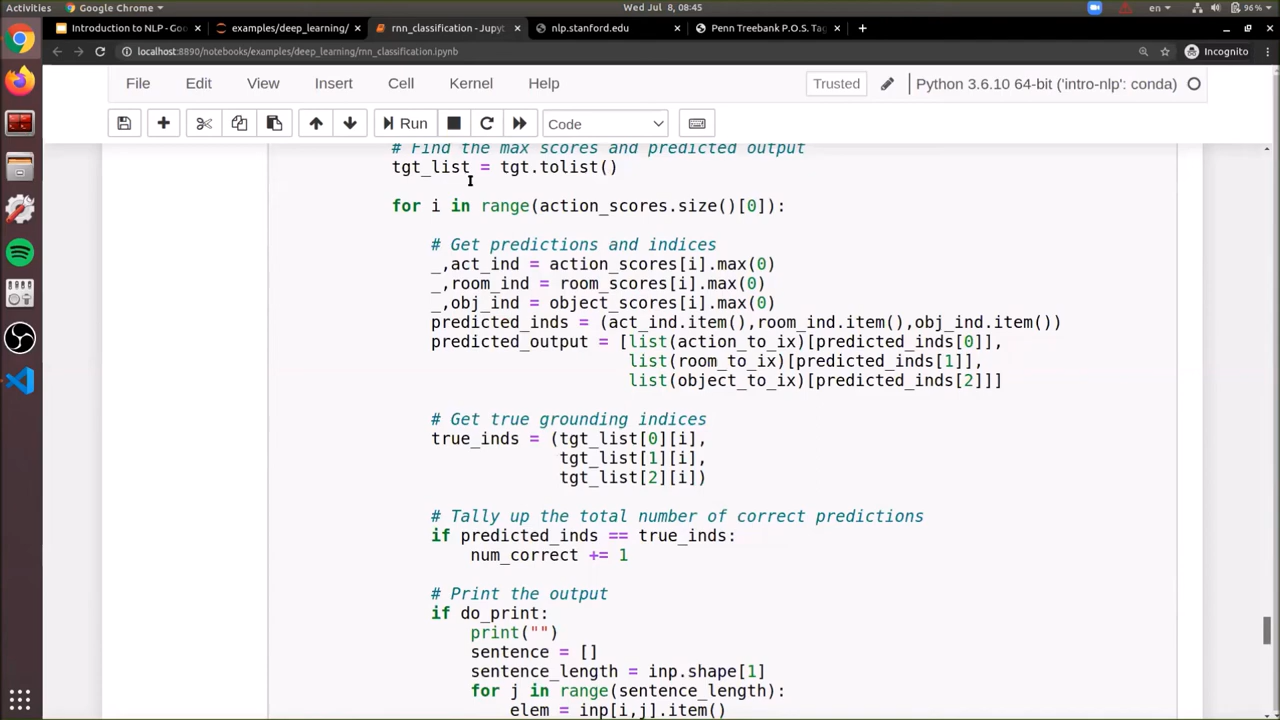 Activities
Google Chrome
Wed Jul 8, 08:45
en
96%
Introduction to NLP - Goo
examples/deep_learning/
rnn_classification - Jupyt
nlp.stanford.edu
Penn Treebank P.O.S. Tag
localhost:8890/notebooks/examples/deep_learning/rnn_classification.ipynb
Incognito
File Edit View Insert Cell Kernel Help
Trusted
Python 3.6.10 64-bit ('intro-nlp': conda)
Run
Code
# Find the max scores and predicted output
tgt_list = tgt.tolist()
for i in range(action_scores.size()[0]):
# Get predictions and indices
_,act_ind = action_scores[i].max(0)
_,room_ind = room_scores[i].max(0)
_,obj_ind = object_scores[i].max(0)
predicted_inds = (act_ind.item(),room_ind.item(),obj_ind.item())
predicted_output = [list(action_to_ix)[predicted_inds[0]],
list(room_to_ix)[predicted_inds[1]],
list(object_to_ix)[predicted_inds[2]]]
# Get true grounding indices
true_inds = (tgt_list[0][i],
tgt_list[1][i],
tgt_list[2][i])
# Tally up the total number of correct predictions
if predicted_inds == true_inds:
num_correct += 1
# Print the output
if do_print:
print("")
sentence = []
sentence_length = inp.shape[1]
for j in range(sentence_length):
elem = inp[i,j].item()